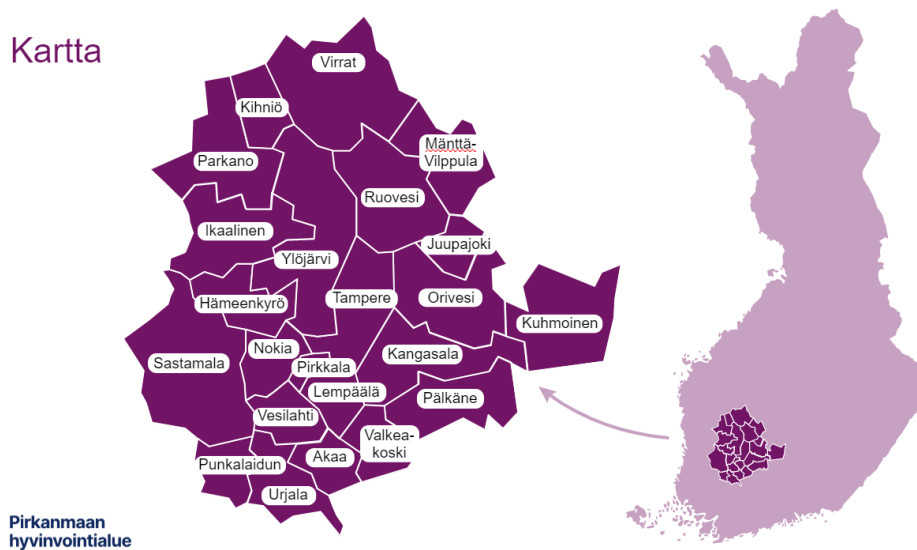 Kartta
Virrat
Kihniö
Mänttä-
Vilppula
Parkano
Ruovesi
Ikaalinen
Juupajoki
Ylöjärvi
Hämeenkyrö
Tampere
Orivesi
Kuhmoinen
Nokia
Kangasala
Sastamala
Pirkkala
Lempäälä
Pälkäne
Vesilahti
Valkea-
koski
Akaa
Punkalaidun
Urjala
Pirkanmaan
hyvinvointialue